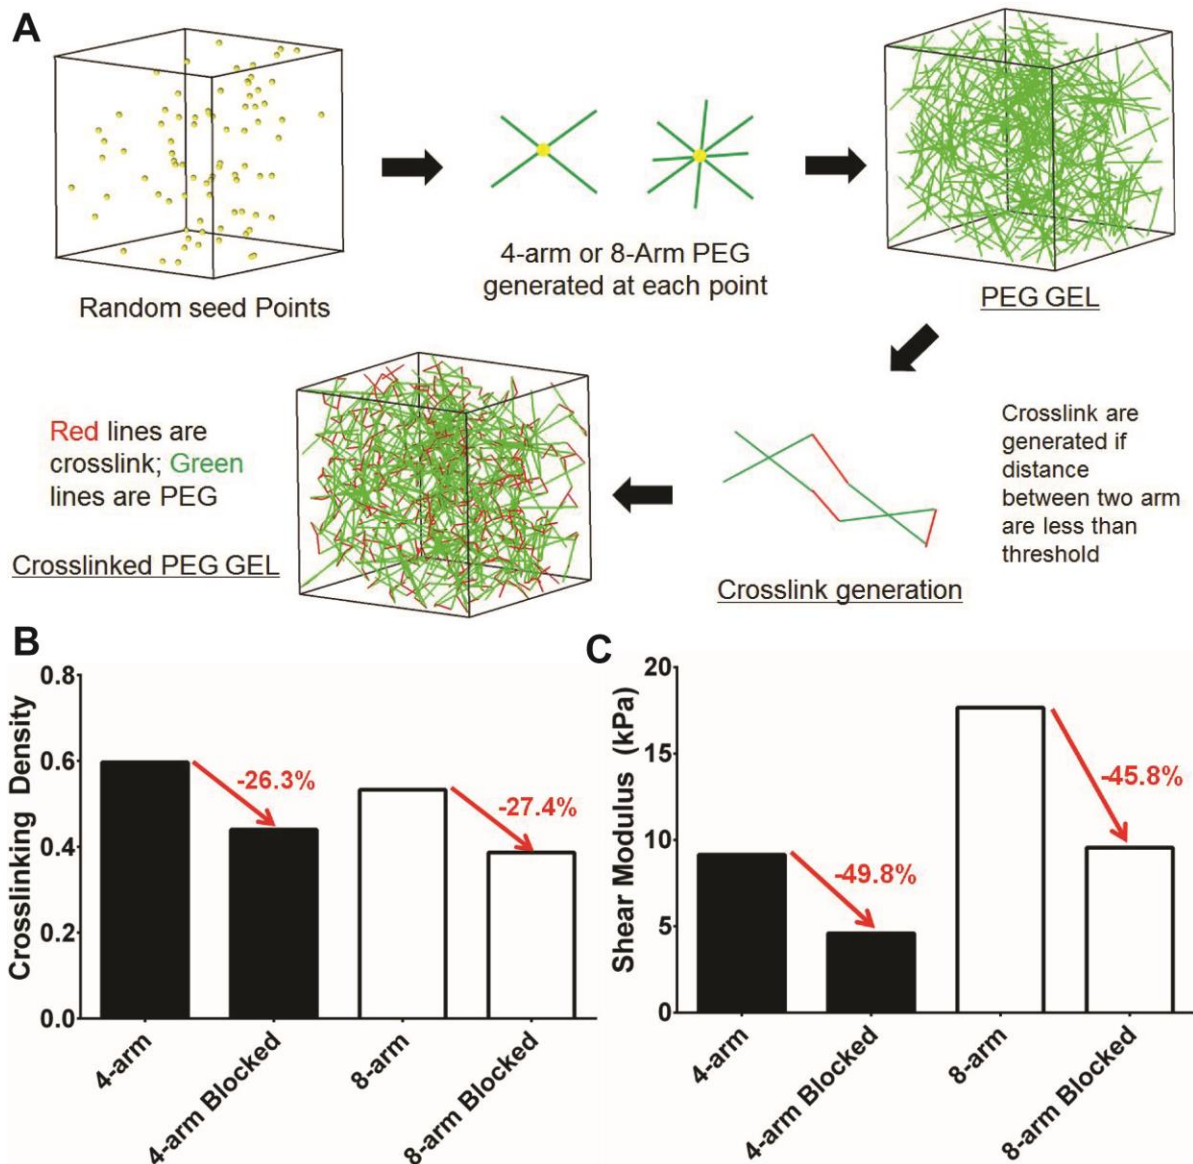 A
Random seed Points
4-arm or 8-Arm PEG
generated at each point
PEG GEL
Red lines are
crosslink; Green
lines are PEG
Crosslinked PEG GEL
Crosslink generation
Crosslink are
generated if
distance
between two arm
are less than
threshold
B
Crosslinking Density
0.8
0.6
0.4
0.2
0.0
-26.3%
-27.4%
4-arm
4-arm Blocked
8-arm
8-arm Blocked
C
Shear Modulus (kPa)
20
15
10
5
0
-49.8%
-45.8%
4-arm
4-arm Blocked
8-arm
8-arm Blocked